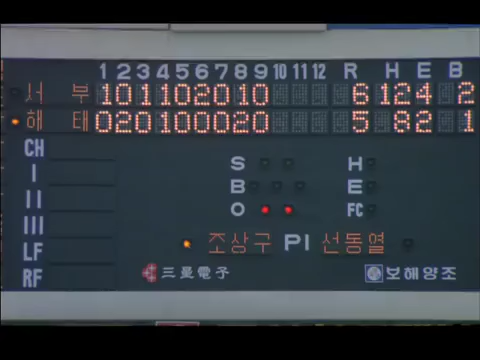 1 2 3 4 5 6 7 8 9 10 11 12 R H E B
서부 1 0 1 1 0 2 0 1 0 6 12 4 2
해태 0 2 0 1 0 0 0 2 0 5 8 2 1
CH
I
II
III
LF
RF
S H
B E
O FC
조상구 PI 선동열
三星電子 보해양조